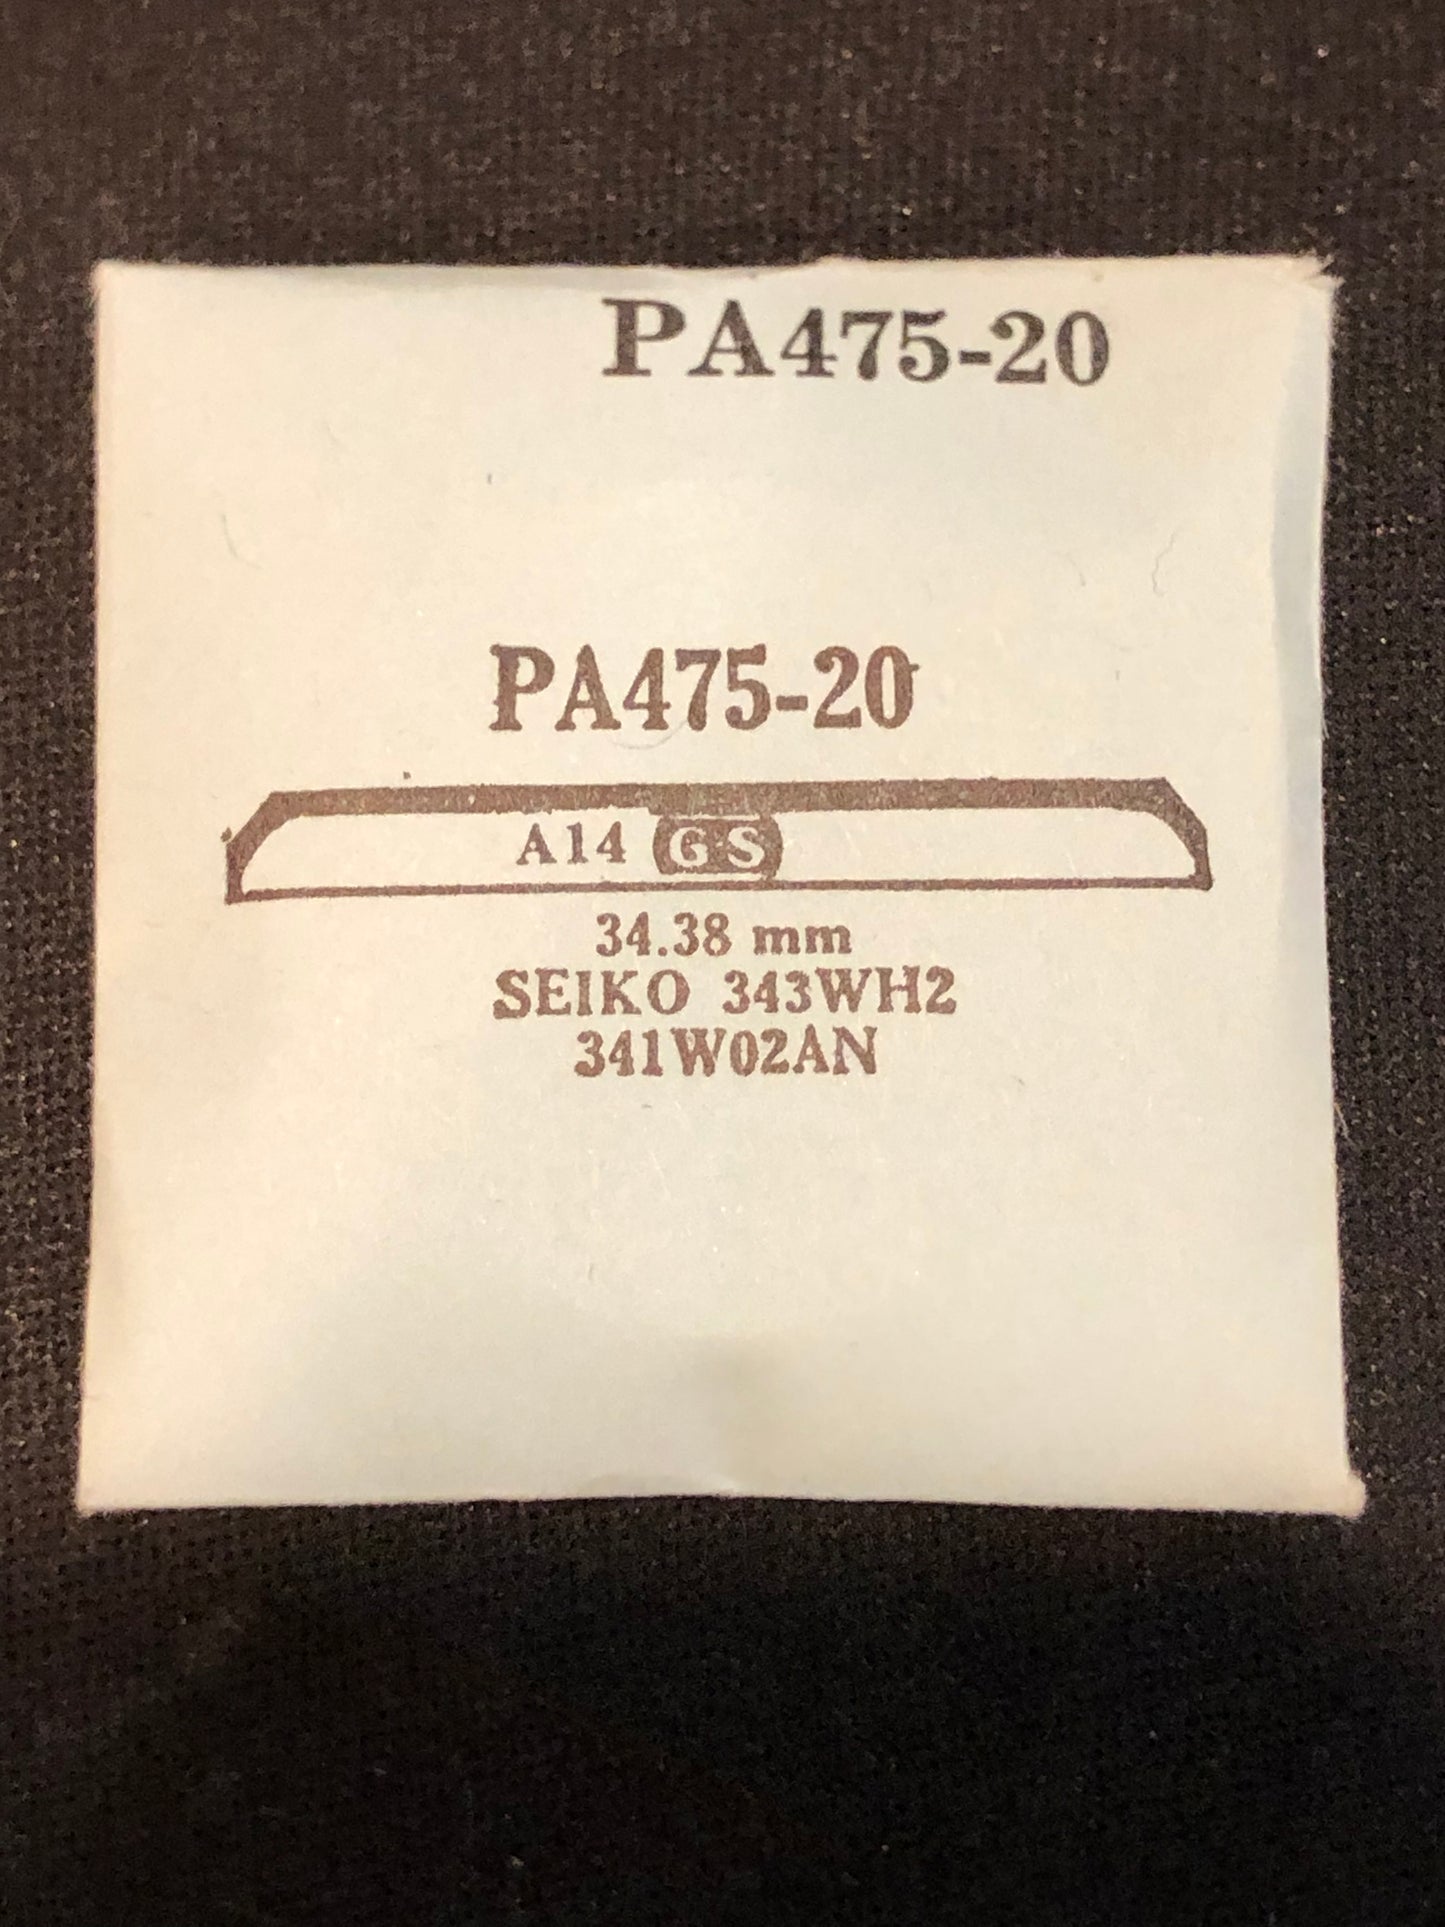 PA475-20
PA475-20
A14 GS
34.38 mm
SEIKO 343WH2
341W02AN